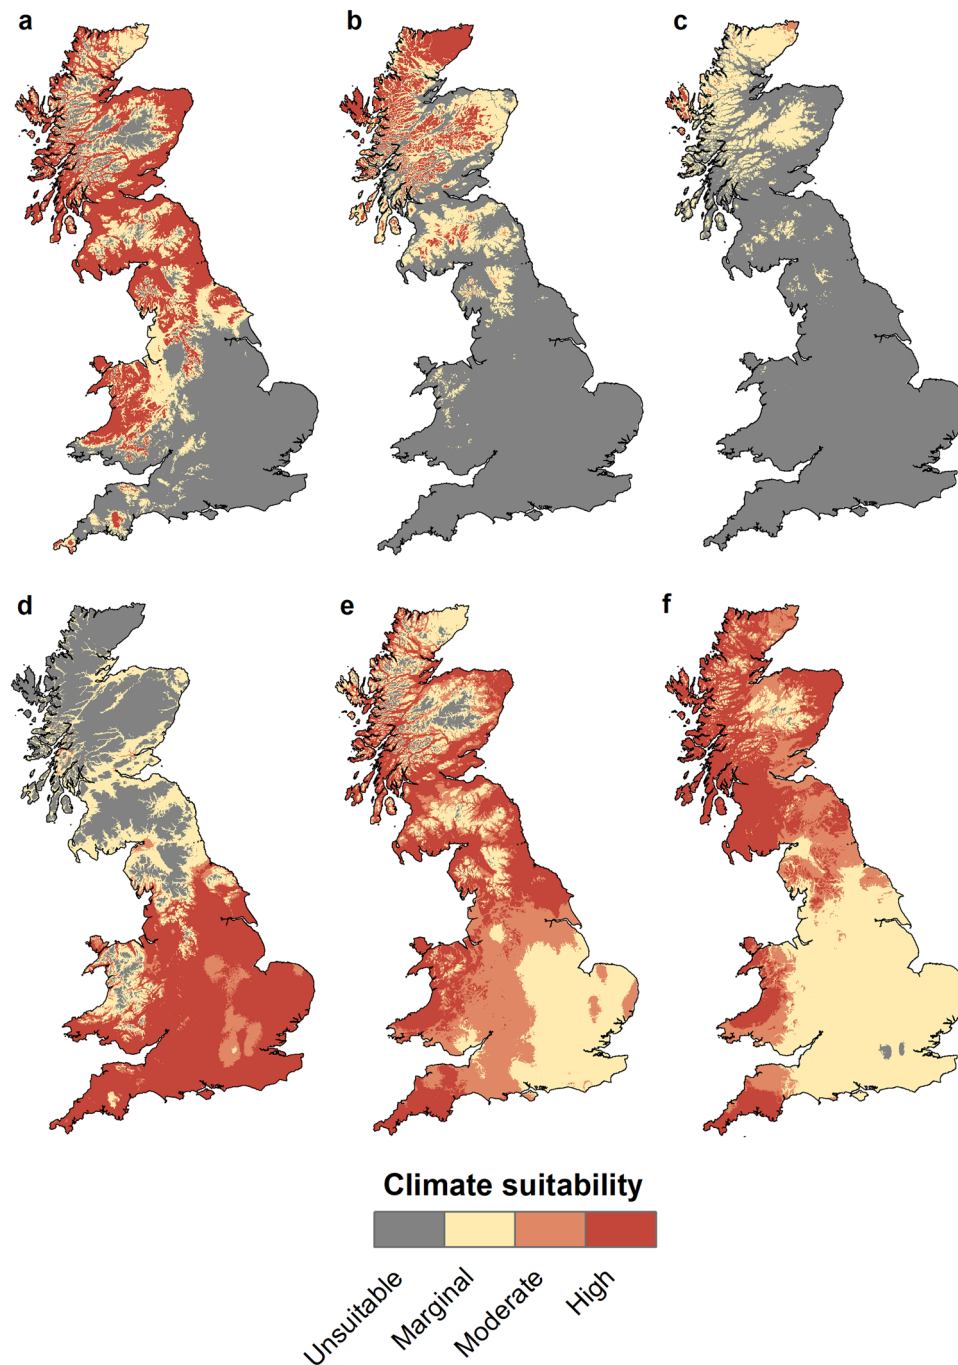 a b c
d e f
Climate suitability
Unsuitable
Marginal
Moderate
High